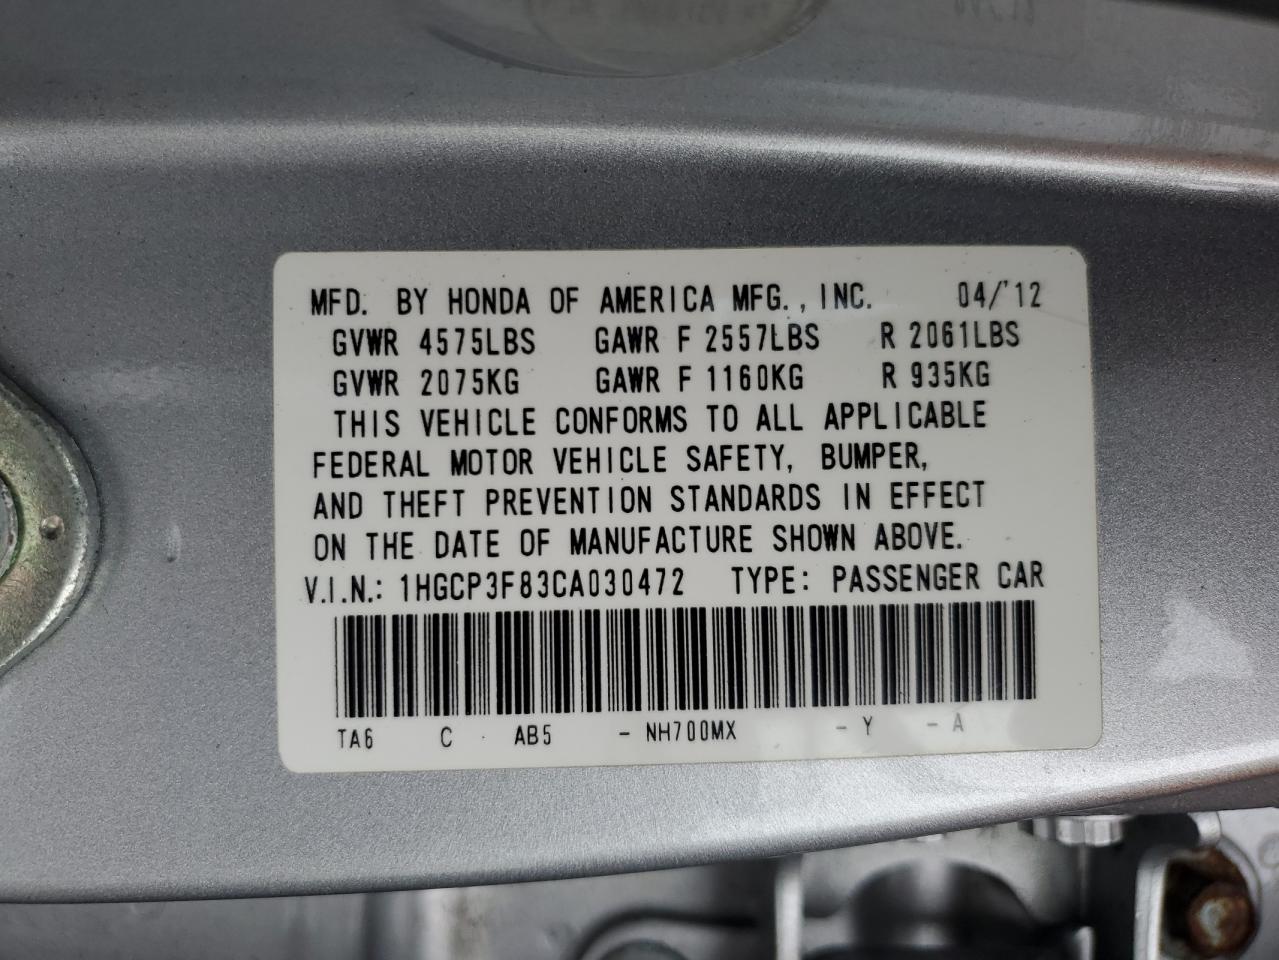 MFD. BY HONDA OF AMERICA MFG., INC. 04/'12
GVWR 4575LBS GAWR F 2557LBS R 2061LBS
GVWR 2075KG GAWR F 1160KG R 935KG
THIS VEHICLE CONFORMS TO ALL APPLICABLE
FEDERAL MOTOR VEHICLE SAFETY, BUMPER,
AND THEFT PREVENTION STANDARDS IN EFFECT
ON THE DATE OF MANUFACTURE SHOWN ABOVE.
V.I.N.: 1HGCP3F83CA030472 TYPE: PASSENGER CAR
TA6 C AB5 - NH700MX - Y - A